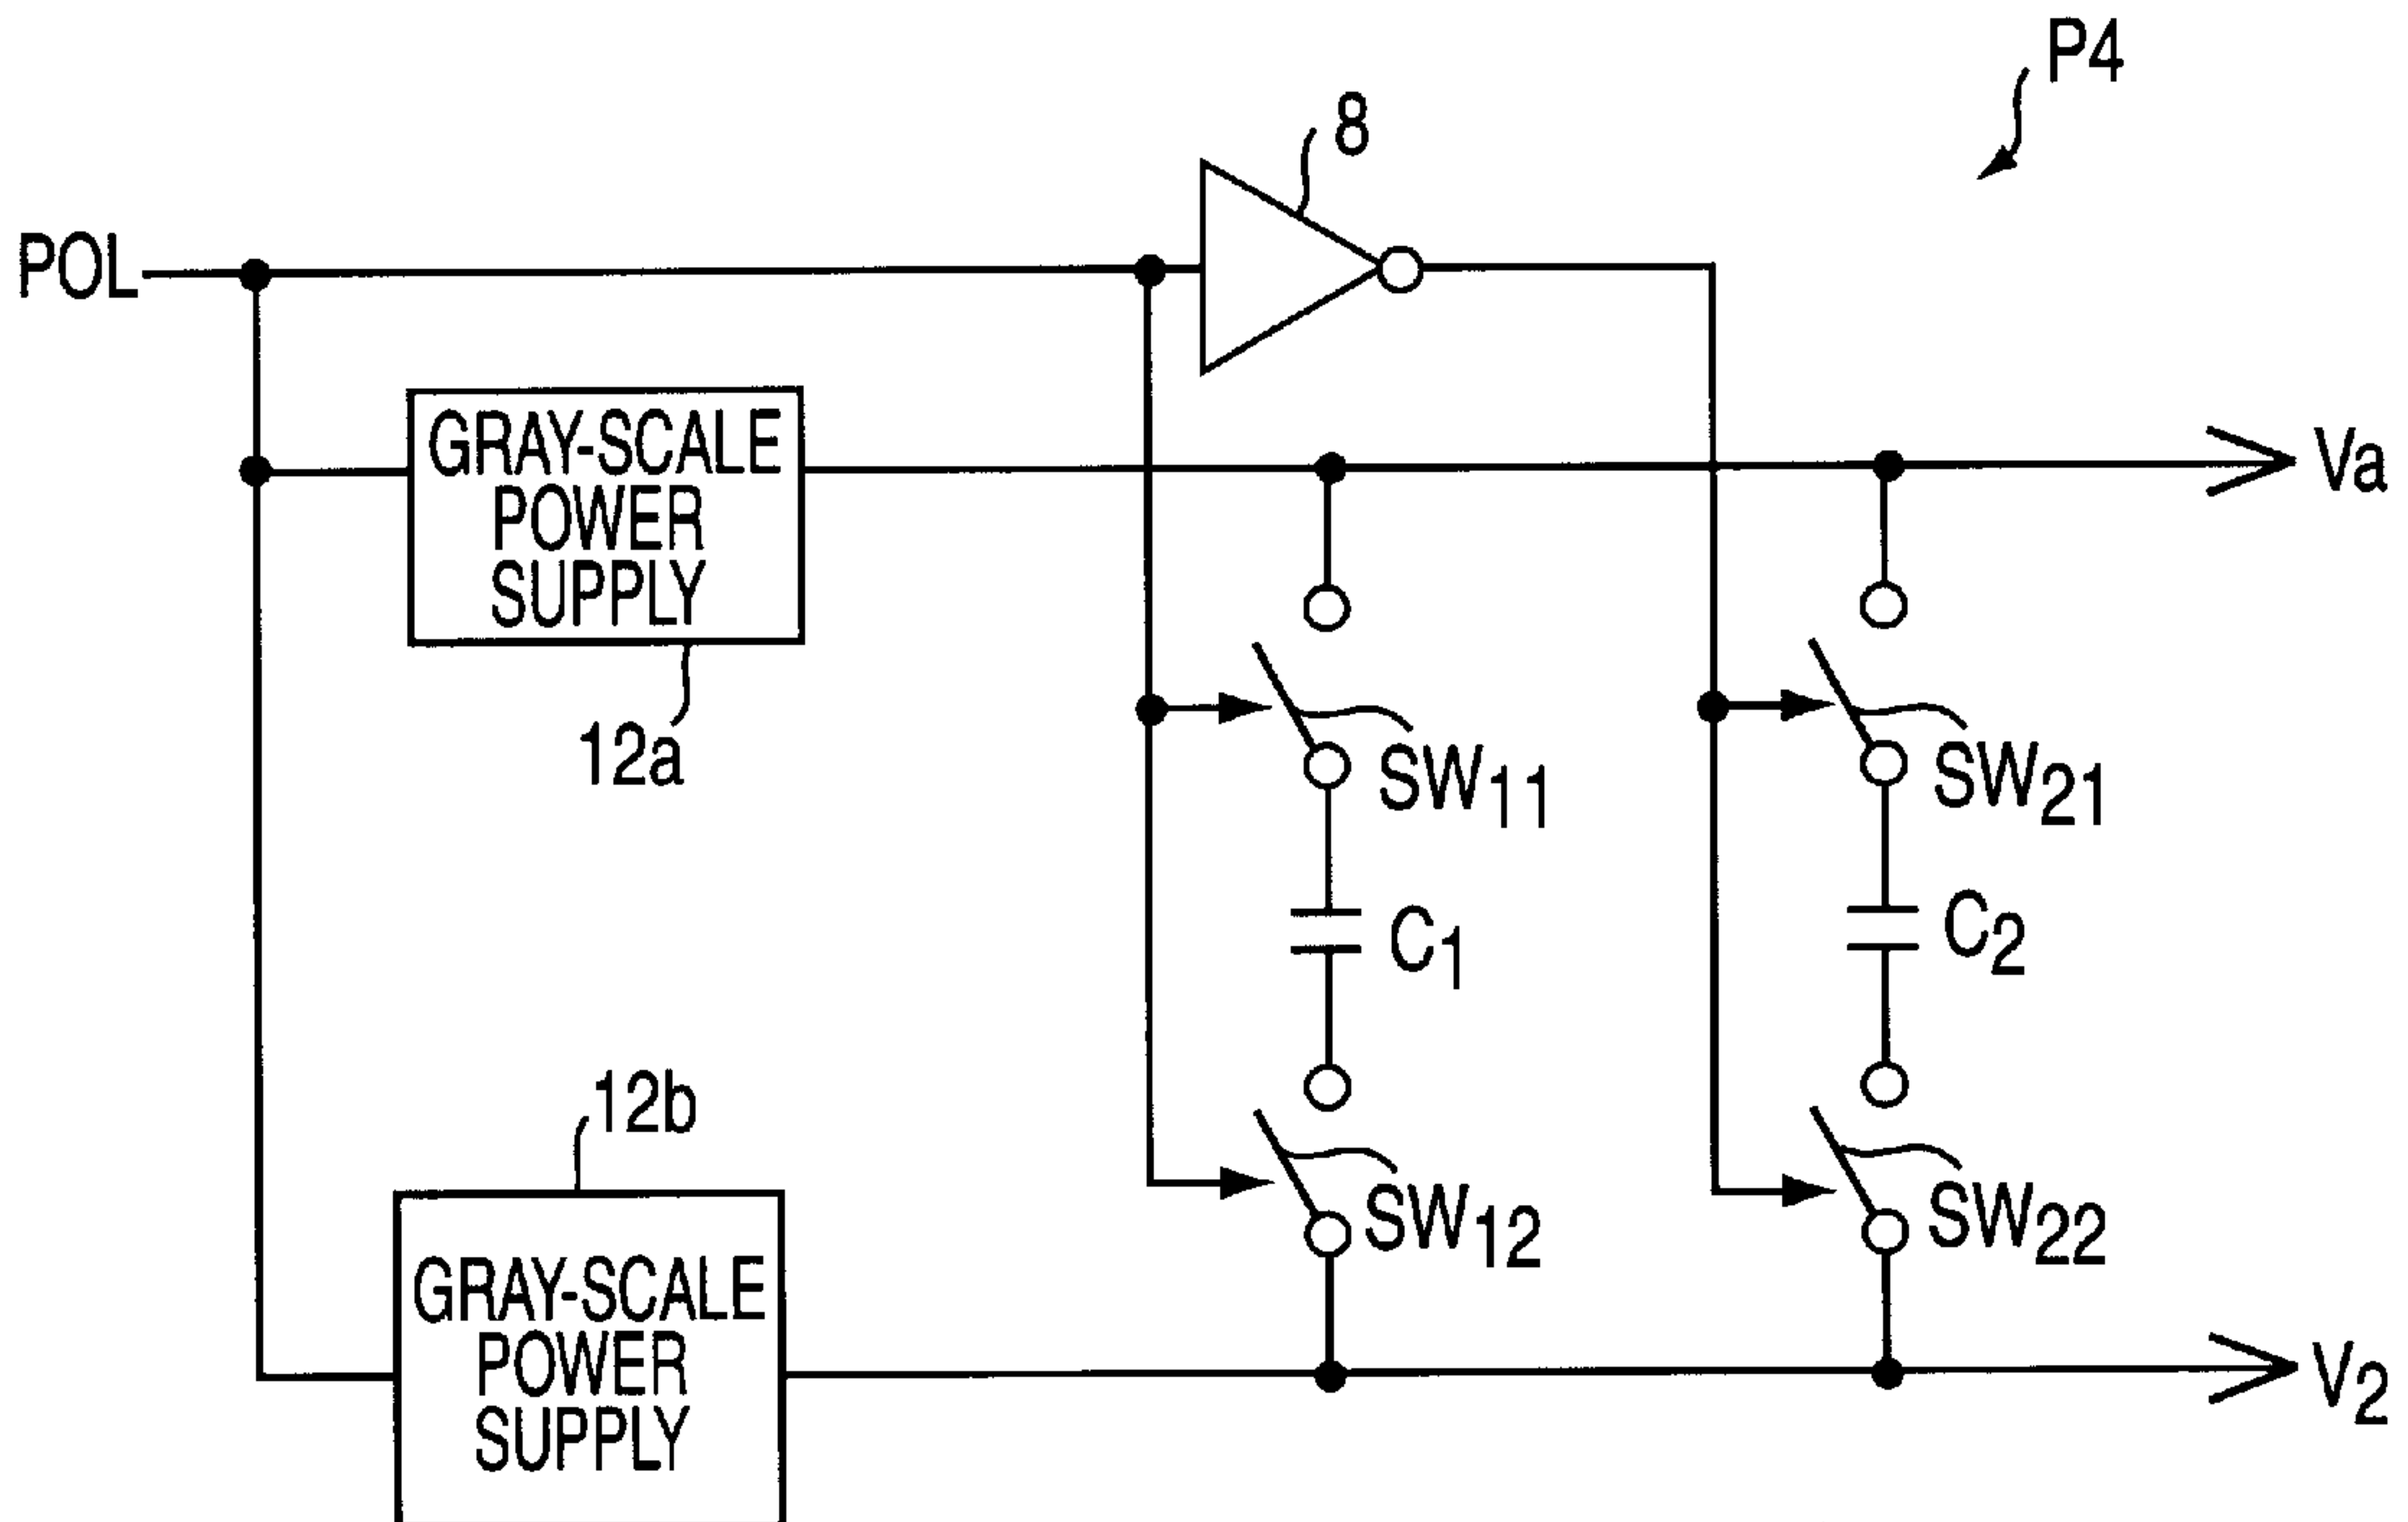 P4
8
POL
GRAY-SCALE
POWER
SUPPLY
Va
12a
SW11
SW21
C1
C2
12b
SW12
SW22
GRAY-SCALE
POWER
SUPPLY
V2